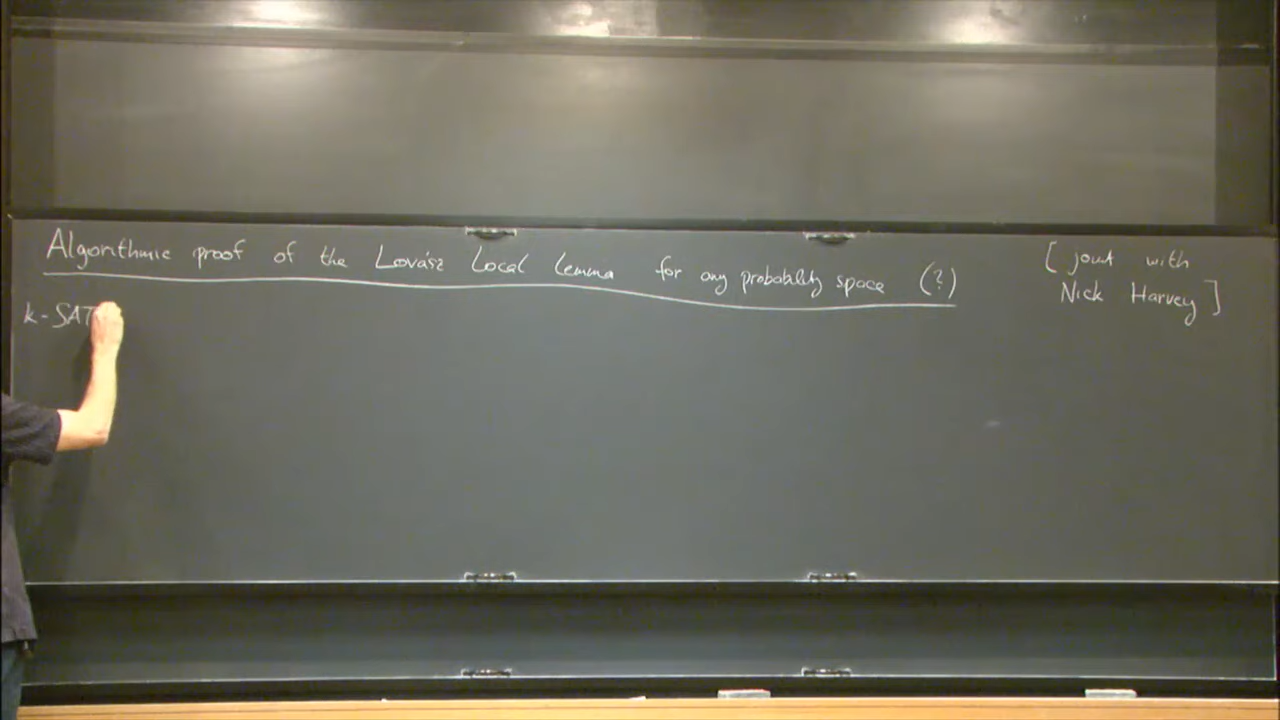 Algorithmic proof of the Lovász Local Lemma for any probability space (?)
[joint with
Nick Harvey]
k-SAT